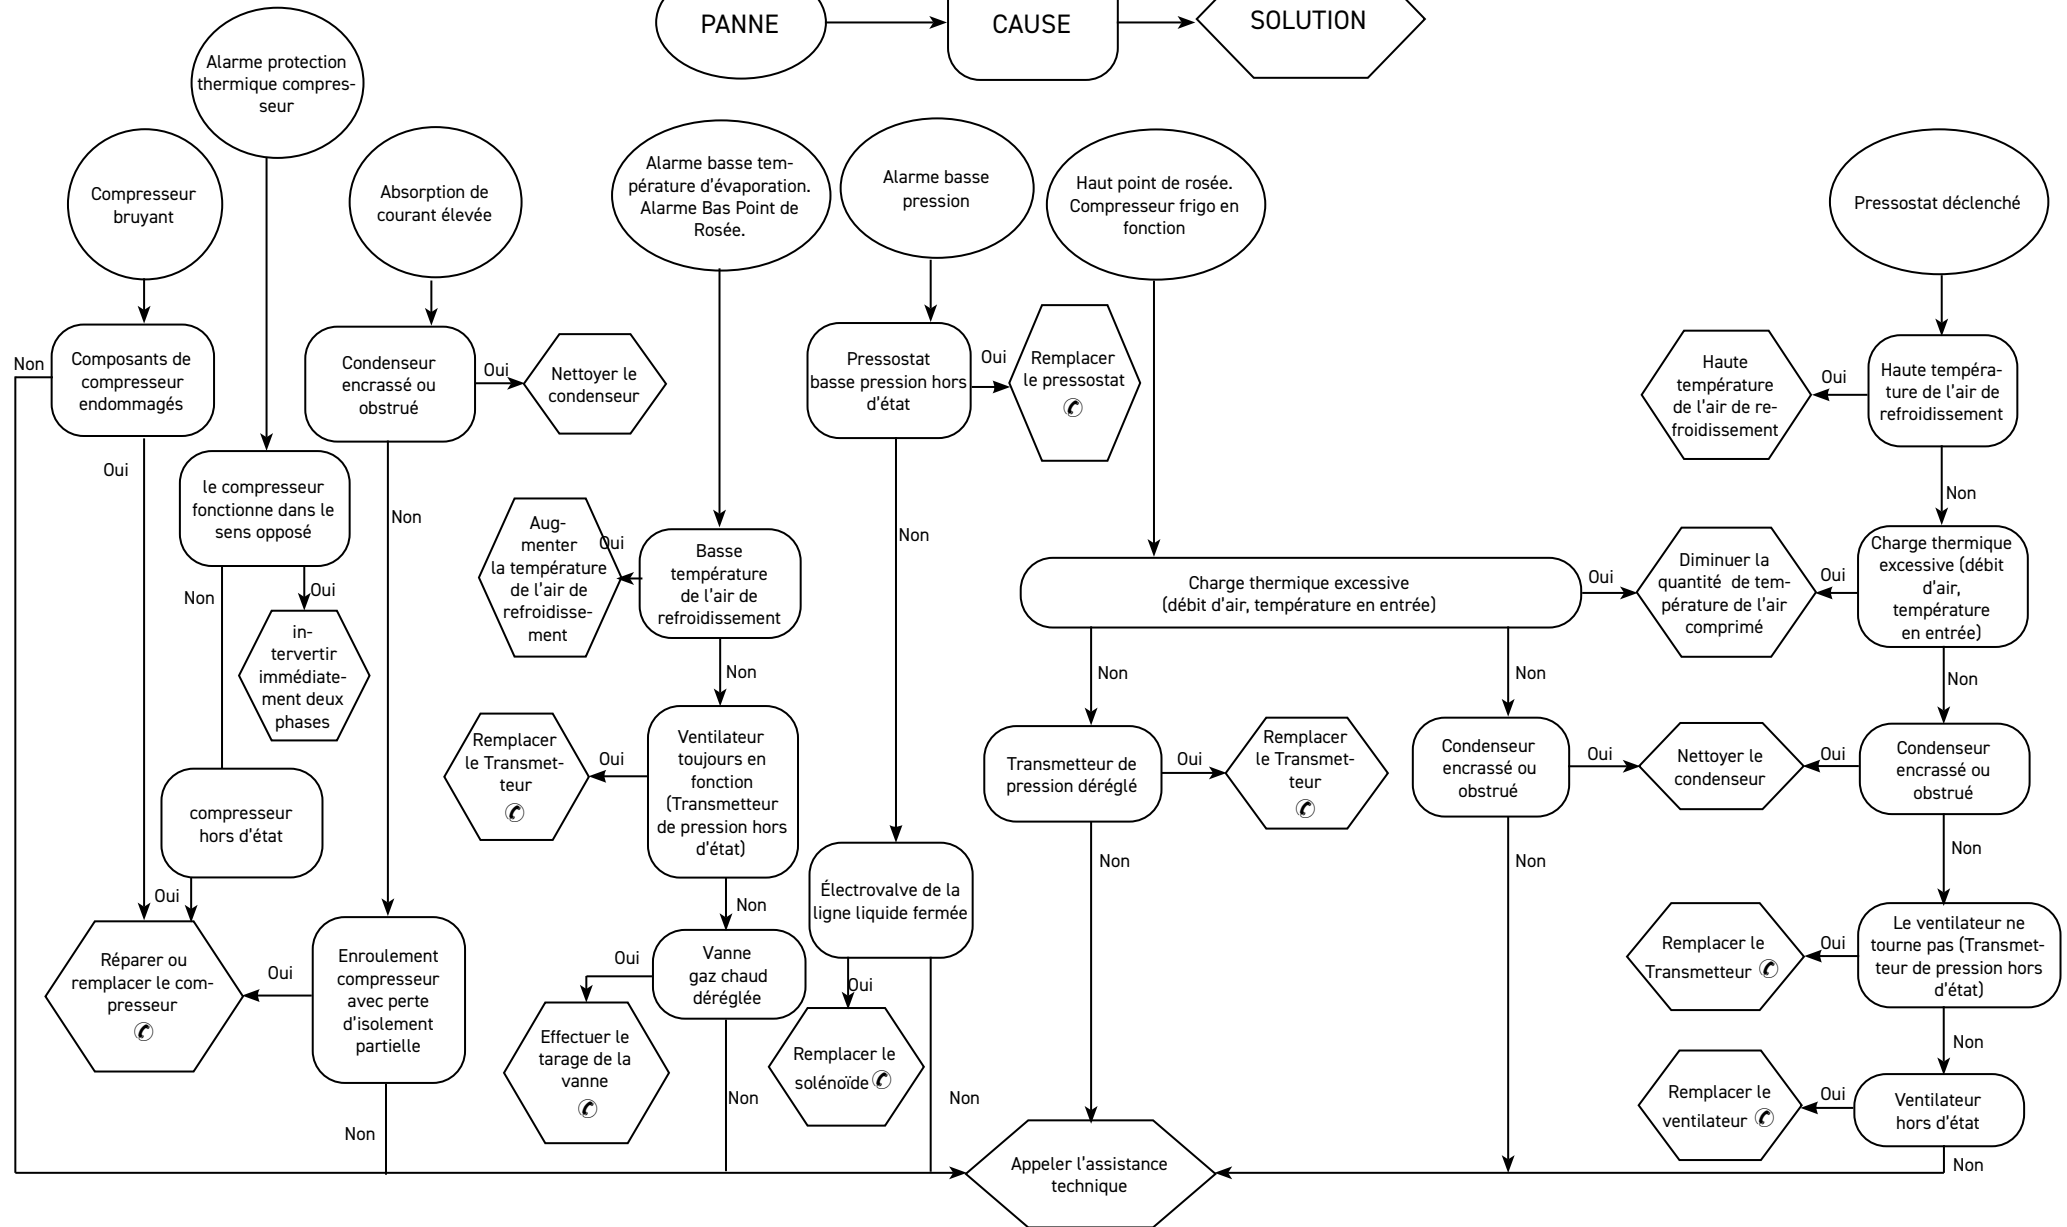 PANNE
CAUSE
SOLUTION
Alarme protection
thermique compres-
seur
Compresseur
bruyant
Absorption de
courant élevée
Alarme basse tem-
pérature d'évaporation.
Alarme Bas Point de
Rosée.
Alarme basse
pression
Haut point de rosée.
Compresseur frigo en
fonction
Pressostat déclenché
Non
Composants de
compresseur
endommagés
Oui
Condenseur
encrassé ou
obstrué
Oui
Nettoyer le
condenseur
Non
Pressostat
basse pression hors
d'état
Oui
Remplacer
le pressostat
✆
Non
Haute
température
de l'air de re-
froidissement
Oui
Haute tempéra-
ture de l'air de
refroidissement
Non
le compresseur
fonctionne dans le
sens opposé
Non
Oui
in-
tervertir
immédiate-
ment deux
phases
Aug-
menter
la température
de l'air de
refroidisse-
ment
Oui
Basse
température
de l'air de
refroidissement
Non
Charge thermique excessive
(débit d'air, température en entrée)
Oui
Diminuer la
quantité  de tem-
pérature de l'air
comprimé
Oui
Charge thermique
excessive (débit
d'air,
température
en entrée)
Non
Non
Non
Remplacer
le Transmet-
teur
✆
Oui
Ventilateur
toujours en
fonction
(Transmetteur
de pression hors
d'état)
Non
Transmetteur de
pression déréglé
Oui
Remplacer
le Transmet-
teur
✆
Non
Condenseur
encrassé ou
obstrué
Oui
Nettoyer le
condenseur
Oui
Condenseur
encrassé ou
obstrué
Non
Non
compresseur
hors d'état
Oui
Réparer ou
remplacer le com-
presseur
✆
Oui
Enroulement
compresseur
avec perte
d'isolement
partielle
Non
Oui
Vanne
gaz chaud
déréglée
Effectuer le
tarage de la
vanne
✆
Non
Électrovalve de la
ligne liquide fermée
Oui
Remplacer le
solénoïde ✆
Non
Remplacer le
Transmetteur ✆
Oui
Le ventilateur ne
tourne pas (Transmet-
teur de pression hors
d'état)
Non
Remplacer le
ventilateur ✆
Oui
Ventilateur
hors d'état
Non
Appeler l'assistance
technique